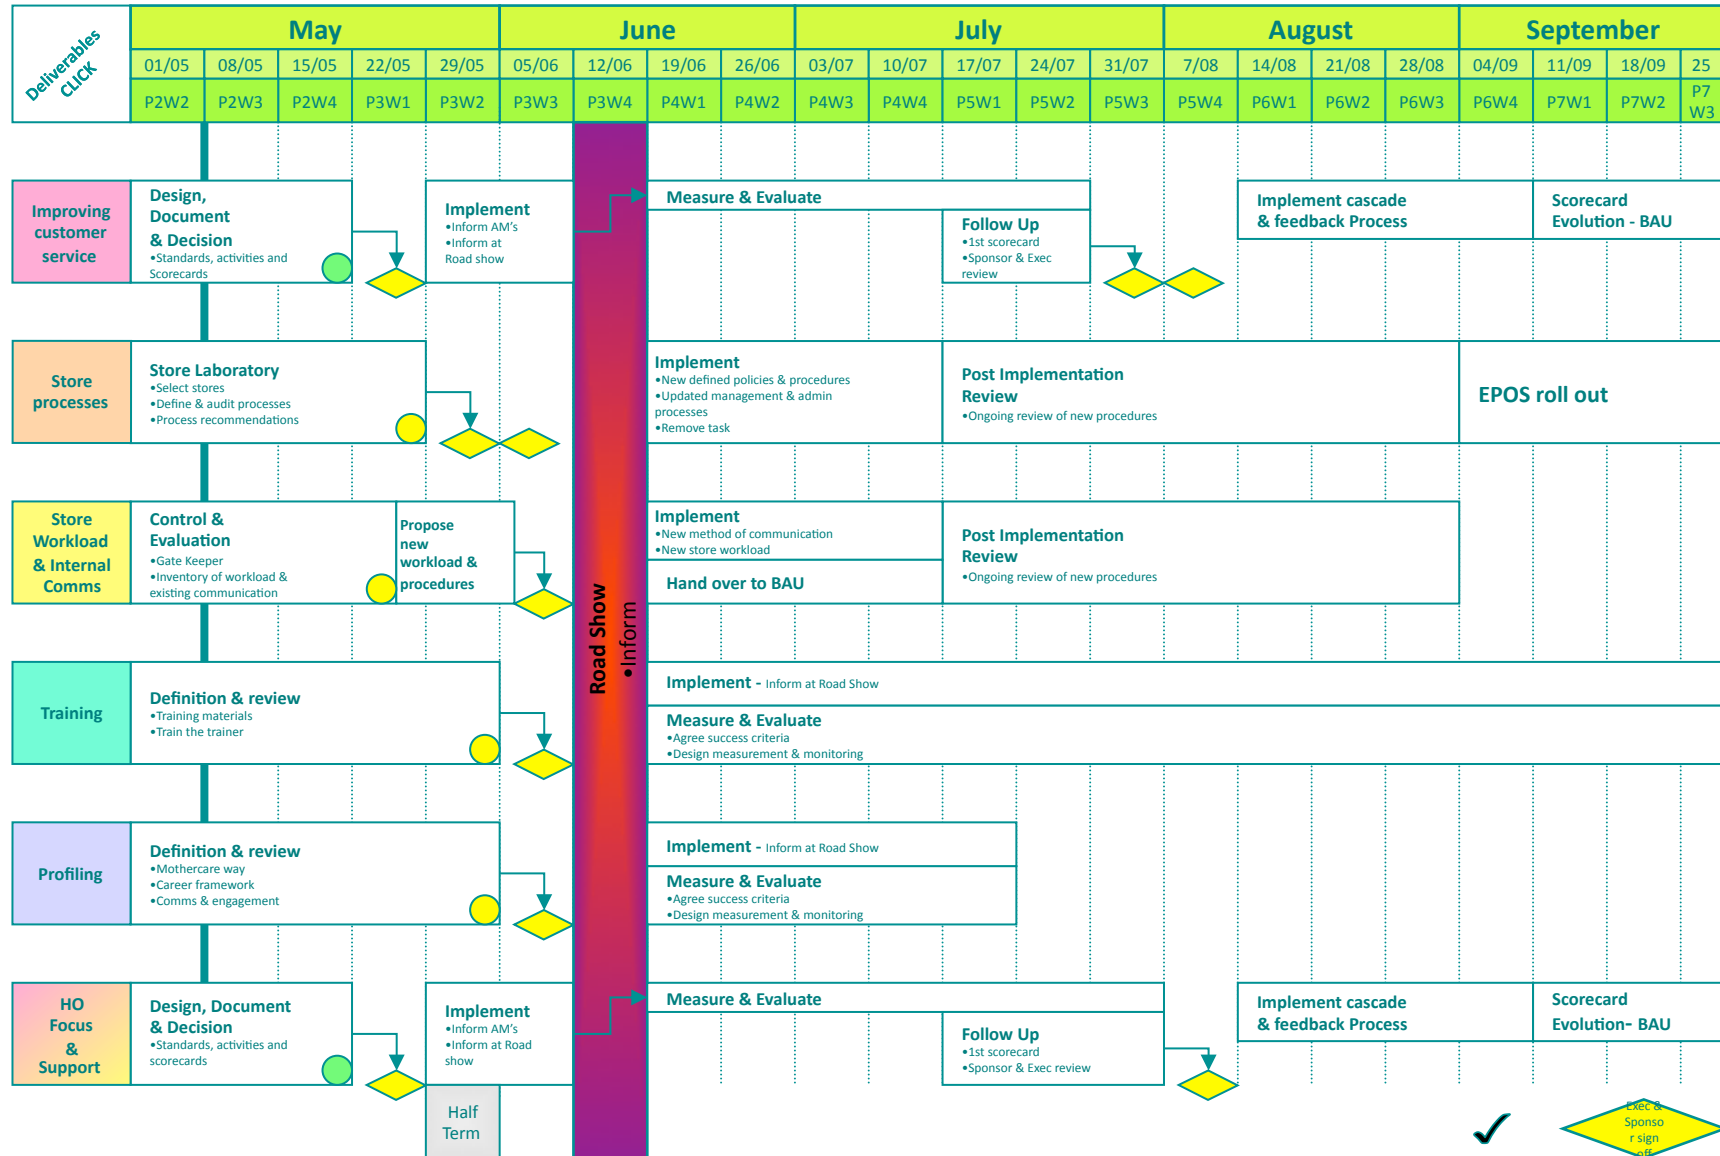 Deliverables
CLICK
May
June
July
August
September
01/05
08/05
15/05
22/05
29/05
05/06
12/06
19/06
26/06
03/07
10/07
17/07
24/07
31/07
7/08
14/08
21/08
28/08
04/09
11/09
18/09
25
P2W2
P2W3
P2W4
P3W1
P3W2
P3W3
P3W4
P4W1
P4W2
P4W3
P4W4
P5W1
P5W2
P5W3
P5W4
P6W1
P6W2
P6W3
P6W4
P7W1
P7W2
P7
W3
Improving
customer
service
Design,
Document
& Decision
•Standards, activities and
Scorecards
Implement
•Inform AM's
•Inform at
Road show
Measure & Evaluate
Follow Up
•1st scorecard
•Sponsor & Exec
review
Implement cascade
& feedback Process
Scorecard
Evolution - BAU
Store
processes
Store Laboratory
•Select stores
•Define & audit processes
•Process recommendations
Implement
•New defined policies & procedures
•Updated management & admin
processes
•Remove task
Post Implementation
Review
•Ongoing review of new procedures
EPOS roll out
Store
Workload
& Internal
Comms
Control &
Evaluation
•Gate Keeper
•Inventory of workload &
existing communication
Propose
new
workload &
procedures
Road Show
•Inform
Implement
•New method of communication
•New store workload
Hand over to BAU
Post Implementation
Review
•Ongoing review of new procedures
Training
Definition & review
•Training materials
•Train the trainer
Implement - Inform at Road Show
Measure & Evaluate
•Agree success criteria
•Design measurement & monitoring
Profiling
Definition & review
•Mothercare way
•Career framework
•Comms & engagement
Implement - Inform at Road Show
Measure & Evaluate
•Agree success criteria
•Design measurement & monitoring
HO
Focus
&
Support
Design, Document
& Decision
•Standards, activities and
scorecards
Implement
•Inform AM's
•Inform at Road
show
Measure & Evaluate
Follow Up
•1st scorecard
•Sponsor & Exec review
Implement cascade
& feedback Process
Scorecard
Evolution- BAU
Half
Term
Exec &
Sponso
r sign
off